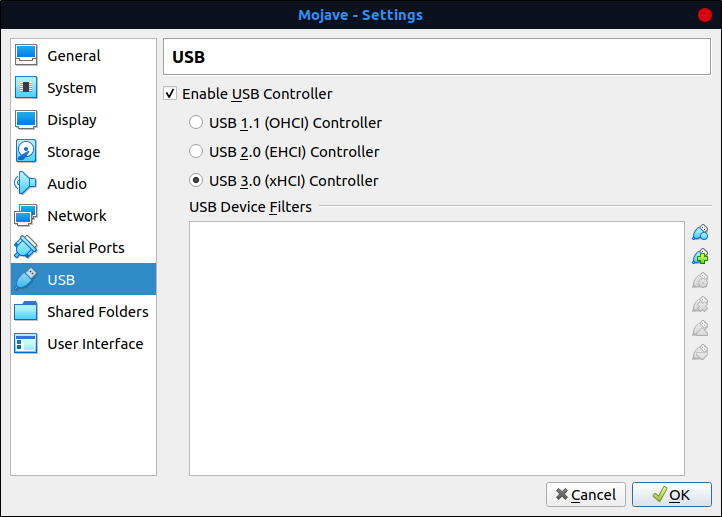 Mojave - Settings
General
System
Display
Storage
Audio
Network
Serial Ports
USB
Shared Folders
User Interface
USB
Enable USB Controller
USB 1.1 (OHCI) Controller
USB 2.0 (EHCI) Controller
USB 3.0 (xHCI) Controller
USB Device Filters
Cancel
OK